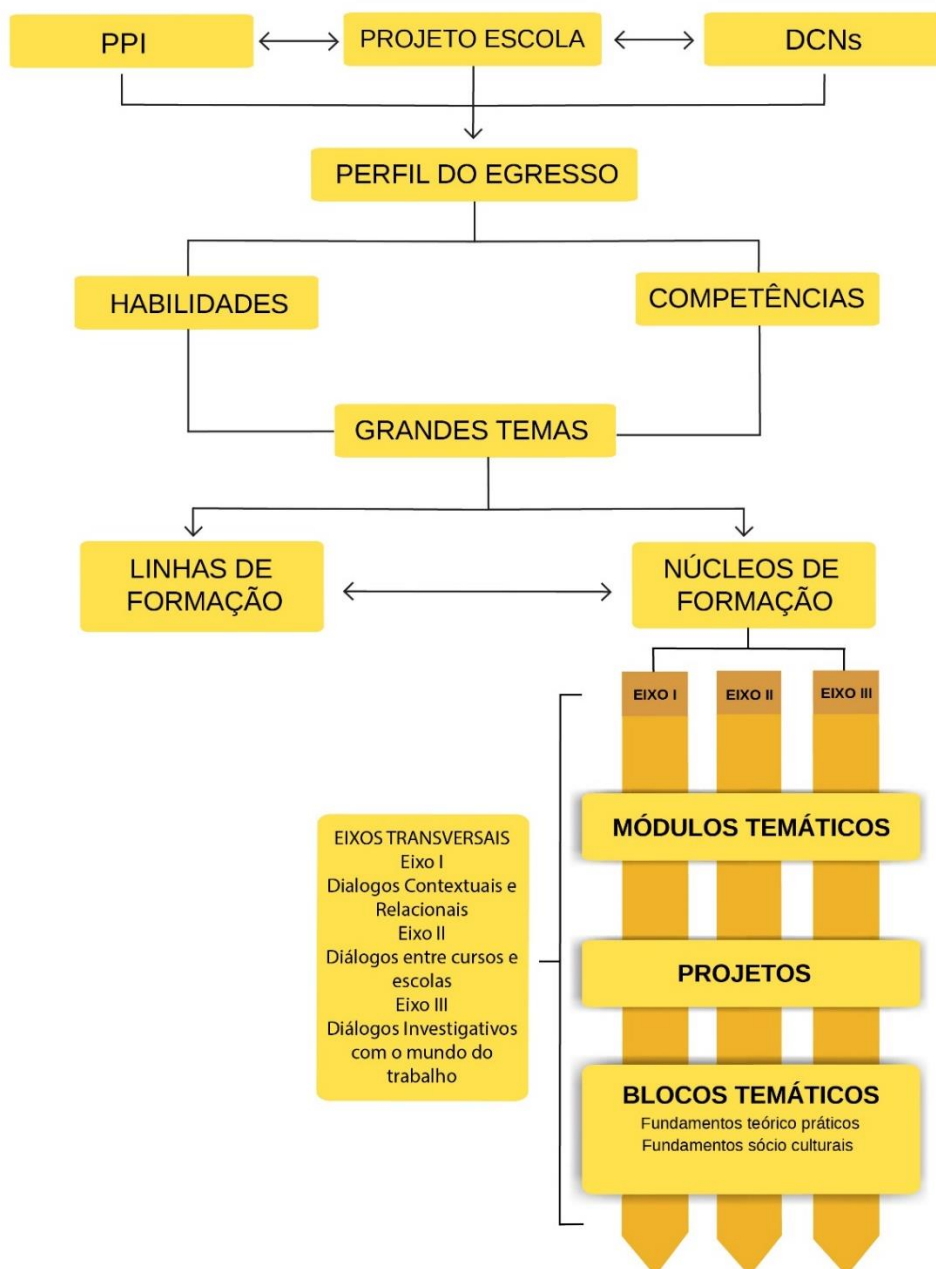 PPI
PROJETO ESCOLA
DCNs
PERFIL DO EGRESSO
HABILIDADES
COMPETÊNCIAS
GRANDES TEMAS
LINHAS DE
FORMAÇÃO
NÚCLEOS DE
FORMAÇÃO
EIXO I
EIXO II
EIXO III
EIXOS TRANSVERSAIS
Eixo I
Dialogos Contextuais e
Relacionais
Eixo II
Diálogos entre cursos e
escolas
Eixo III
Diálogos Investigativos
com o mundo do
trabalho
MÓDULOS TEMÁTICOS
PROJETOS
BLOCOS TEMÁTICOS
Fundamentos teórico práticos
Fundamentos sócio culturais